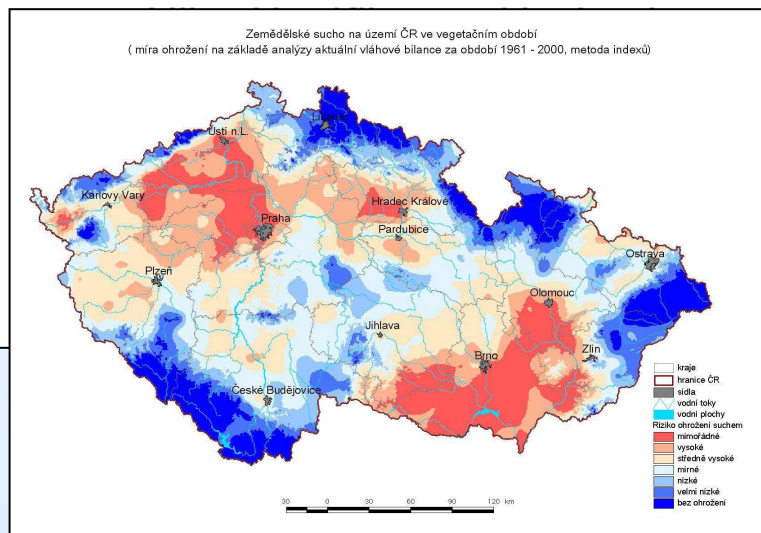 Zemědělské sucho na území ČR ve vegetačním období
( míra ohrožení na základě analýzy aktuální vláhové bilance za období 1961 - 2000, metoda indexů)
Liberec
Ústí n.L.
Karlovy Vary
Hradec Králové
Praha
Pardubice
Ostrava
Plzeň
Olomouc
Jihlava
Brno
Zlín
České Budějovice
kraje
hranice ČR
sídla
vodní toky
vodní plochy
Riziko ohrožení suchem
mimořádné
vysoké
středně vysoké
mírné
nízké
velmi nízké
bez ohrožení
30 0 30 60 90 120 km